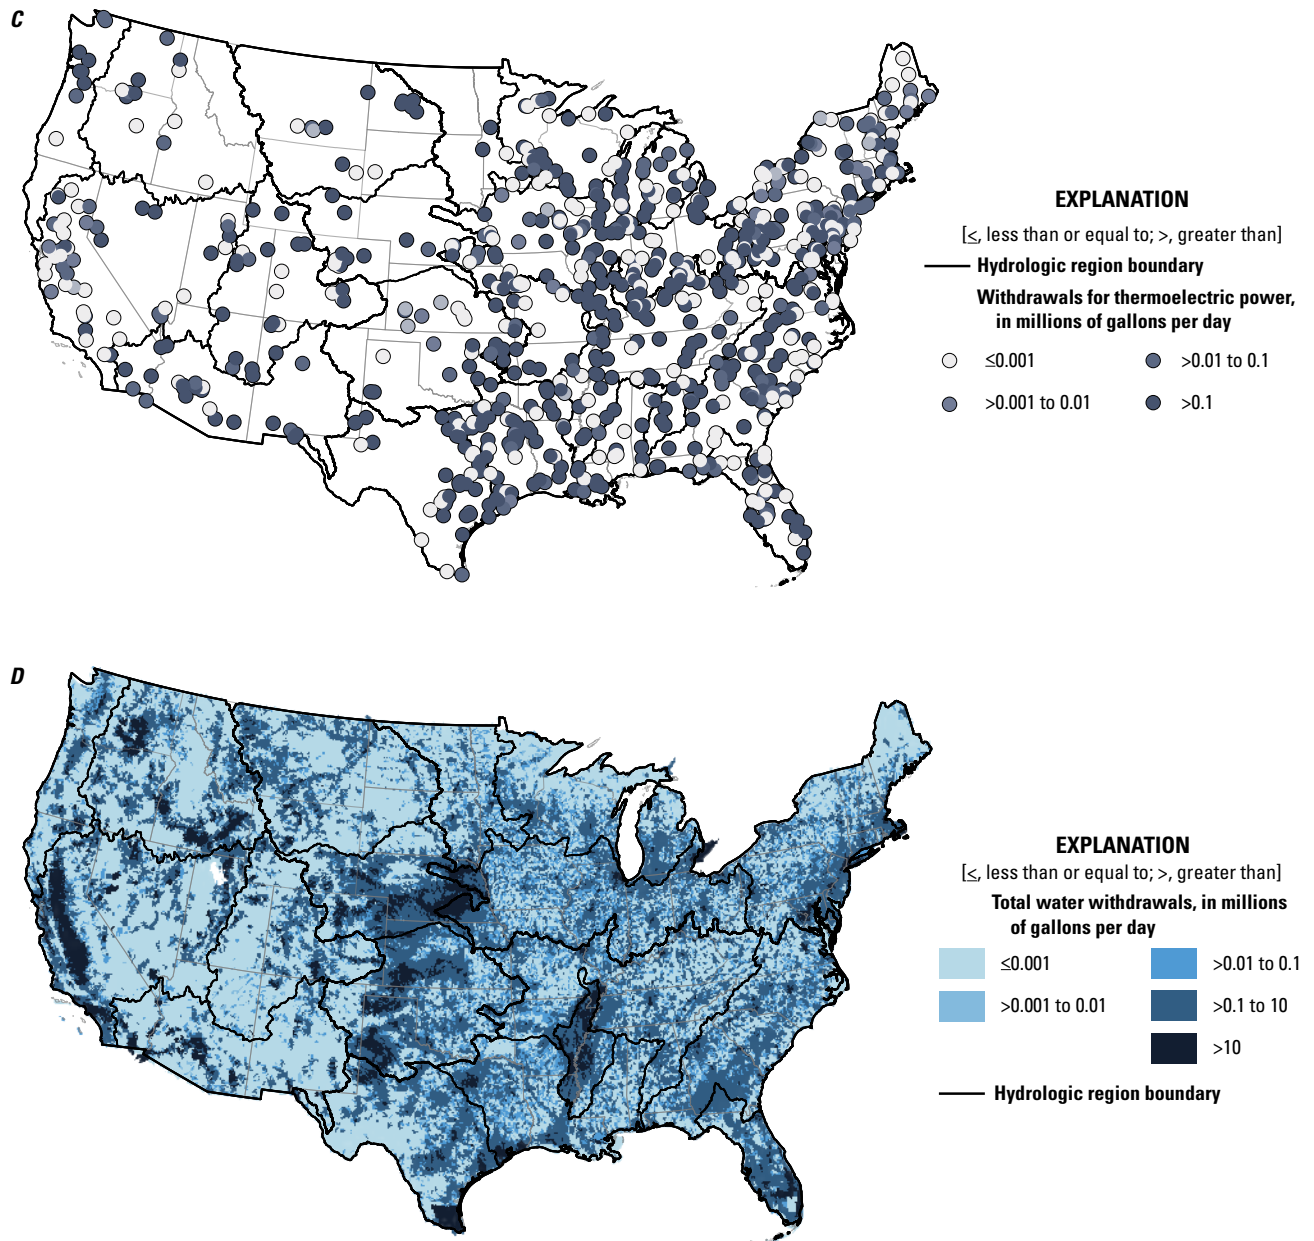 C
EXPLANATION
[≤, less than or equal to; >, greater than]
Hydrologic region boundary
Withdrawals for thermoelectric power,
in millions of gallons per day
≤0.001
>0.01 to 0.1
>0.001 to 0.01
>0.1
D
EXPLANATION
[≤, less than or equal to; >, greater than]
Total water withdrawals, in millions
of gallons per day
≤0.001
>0.01 to 0.1
>0.001 to 0.01
>0.1 to 10
>10
Hydrologic region boundary